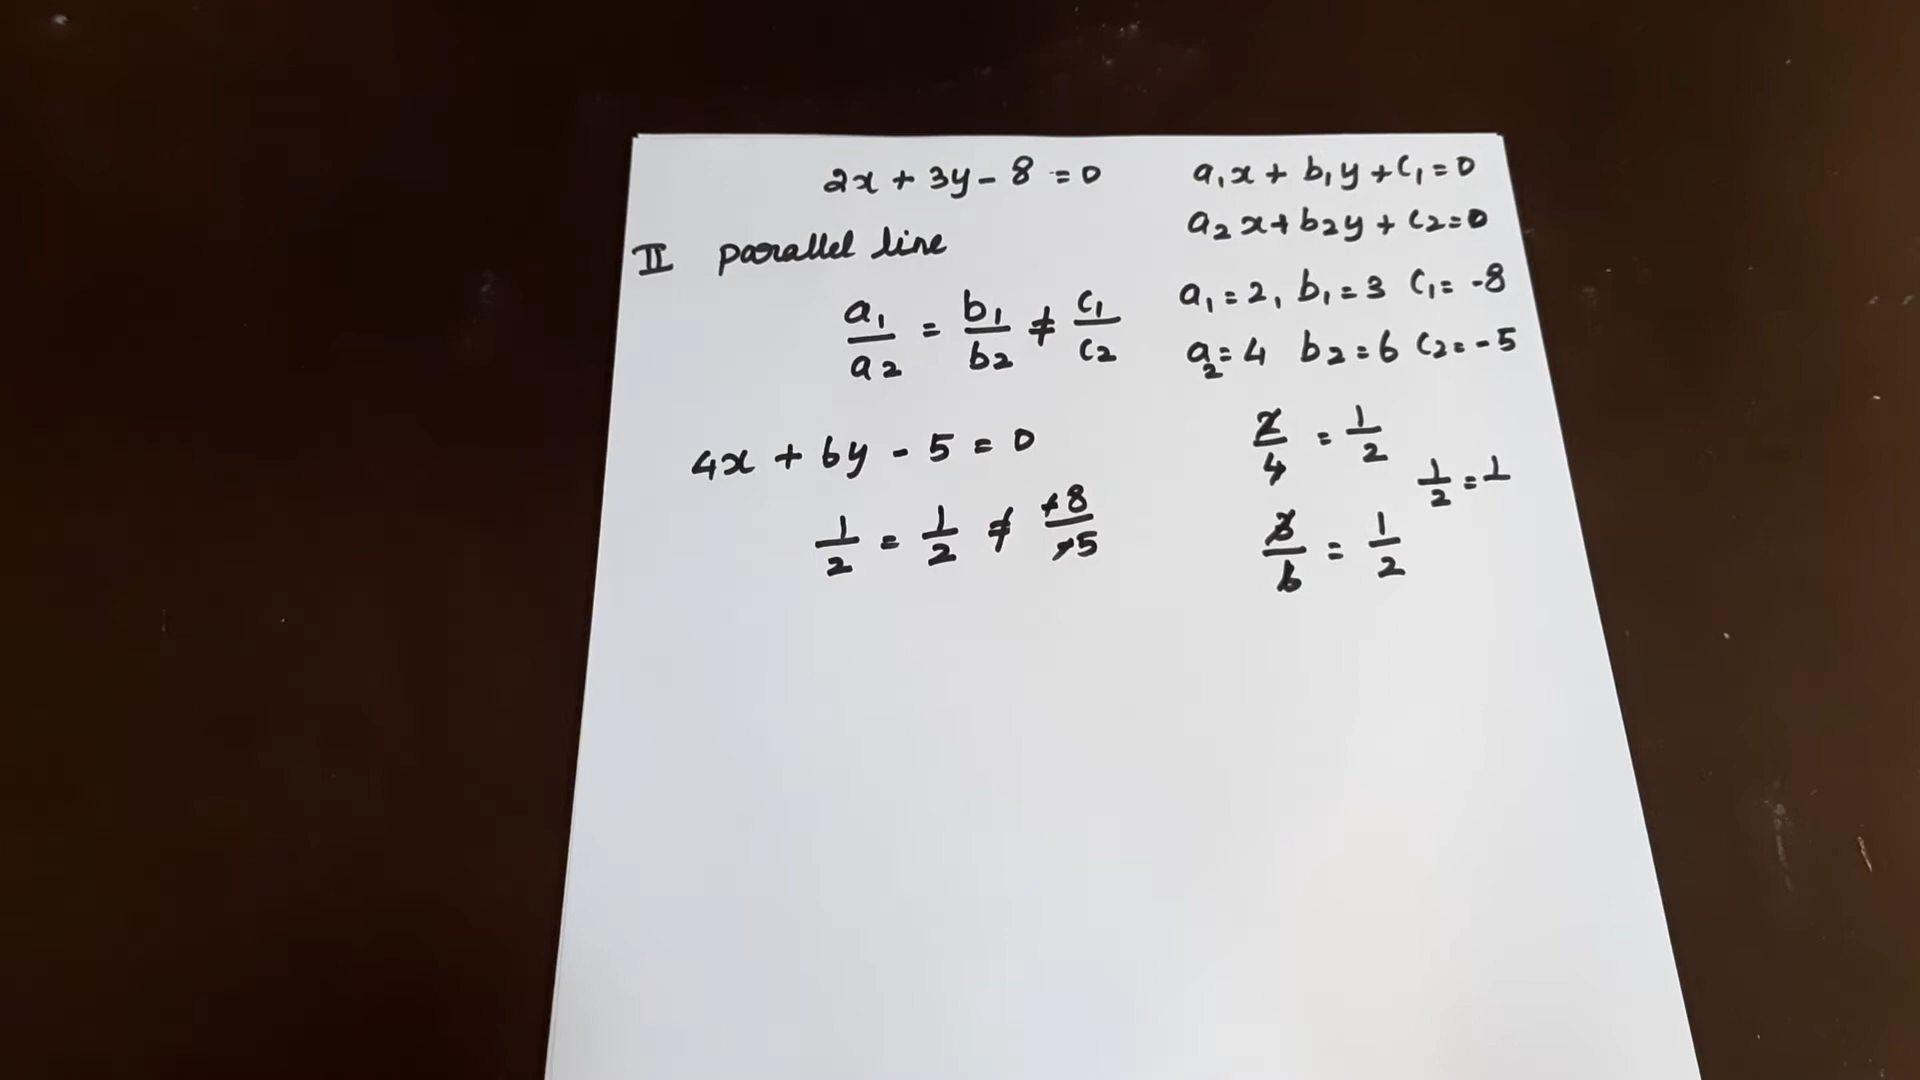 2x + 3y - 8 = 0
II parallel line
a₁/a₂ = b₁/b₂ ≠ c₁/c₂
4x + 6y - 5 = 0
1/2 = 1/2 ≠ +8/+5
a₁x + b₁y + c₁ = 0
a₂x + b₂y + c₂ = 0
a₁ = 2, b₁ = 3 c₁ = -8
a₂ = 4 b₂ = 6 c₂ = -5
2/4 = 1/2
1/2 = 1
3/6 = 1/2